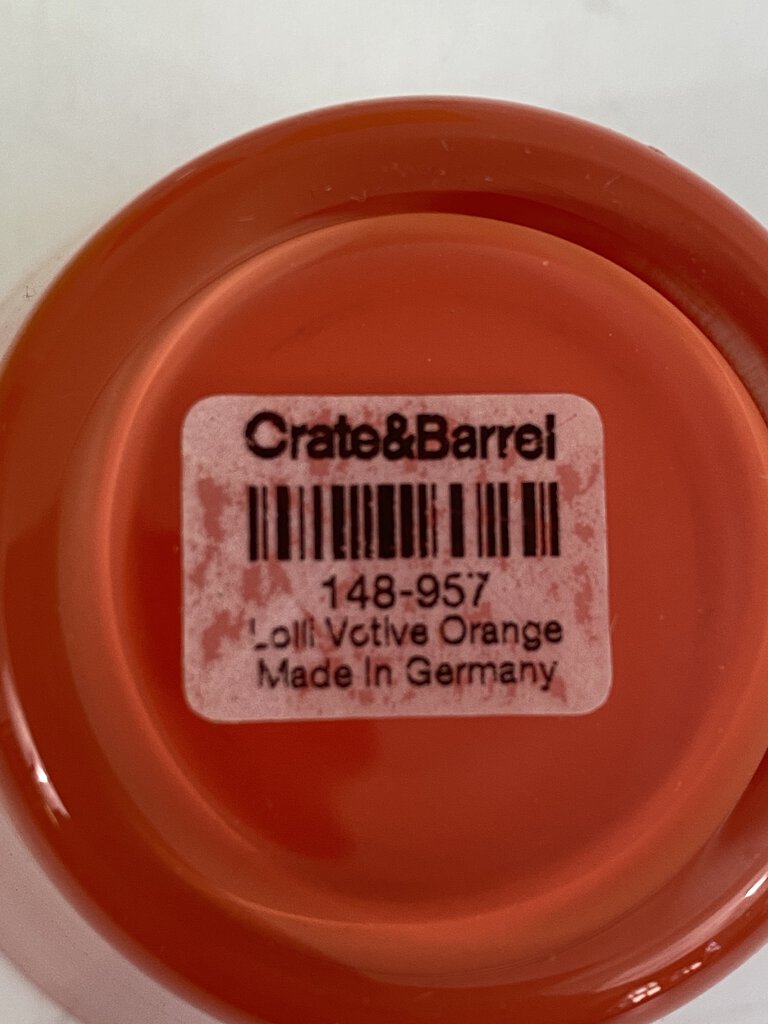 Crate&Barrel
148-957
Lolli Votive Orange
Made In Germany